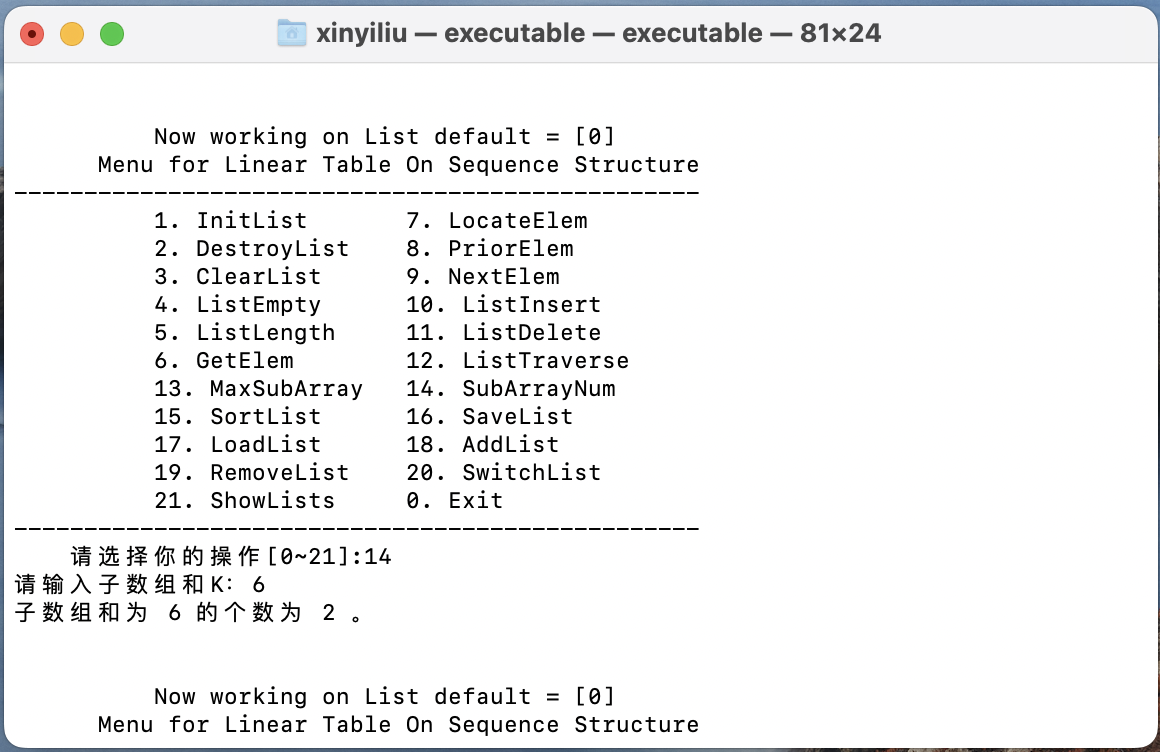 xinyiliu — executable — executable — 81×24
Now working on List default = [0]
Menu for Linear Table On Sequence Structure
-------------------------------------------------
1. InitList 7. LocateElem
2. DestroyList 8. PriorElem
3. ClearList 9. NextElem
4. ListEmpty 10. ListInsert
5. ListLength 11. ListDelete
6. GetElem 12. ListTraverse
13. MaxSubArray 14. SubArrayNum
15. SortList 16. SaveList
17. LoadList 18. AddList
19. RemoveList 20. SwitchList
21. ShowLists 0. Exit
-------------------------------------------------
请选择你的操作[0~21]:14
请输入子数组和K: 6
子数组和为 6 的个数为 2 。
Now working on List default = [0]
Menu for Linear Table On Sequence Structure